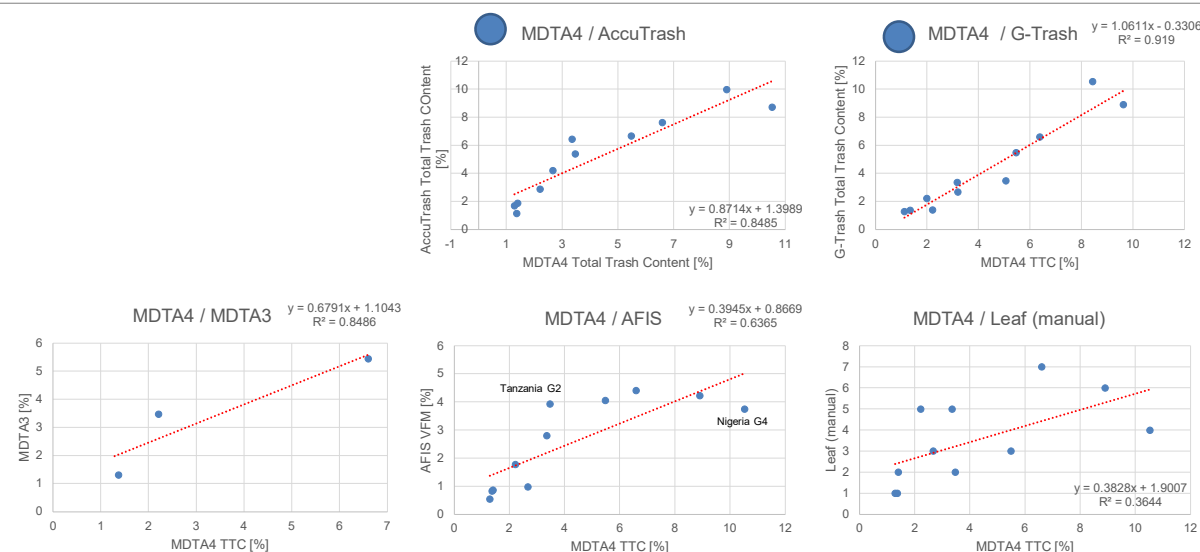 MDTA4 / AccuTrash
AccuTrash Total Trash COntent
[%]
12
10
8
6
4
2
0
-1 1 3 5 7 9 11
MDTA4 Total Trash Content [%]
y = 0.8714x + 1.3989
R² = 0.8485
MDTA4 / G-Trash
y = 1.0611x - 0.3306
R² = 0.919
G-Trash Total Trash Content [%]
12
10
8
6
4
2
0
0 2 4 6 8 10 12
MDTA4 TTC [%]
MDTA4 / MDTA3
y = 0.6791x + 1.1043
R² = 0.8486
MDTA3 [%]
6
5
4
3
2
1
0
0 1 2 3 4 5 6 7
MDTA4 TTC [%]
MDTA4 / AFIS
y = 0.3945x + 0.8669
R² = 0.6365
AFIS VFM [%]
6
5
4
3
2
1
0
Tanzania G2
Nigeria G4
0 2 4 6 8 10 12
MDTA4 TTC [%]
MDTA4 / Leaf (manual)
Leaf (manual)
8
7
6
5
4
3
2
1
0
y = 0.3828x + 1.9007
R² = 0.3644
0 2 4 6 8 10 12
MDTA4 TTC [%]